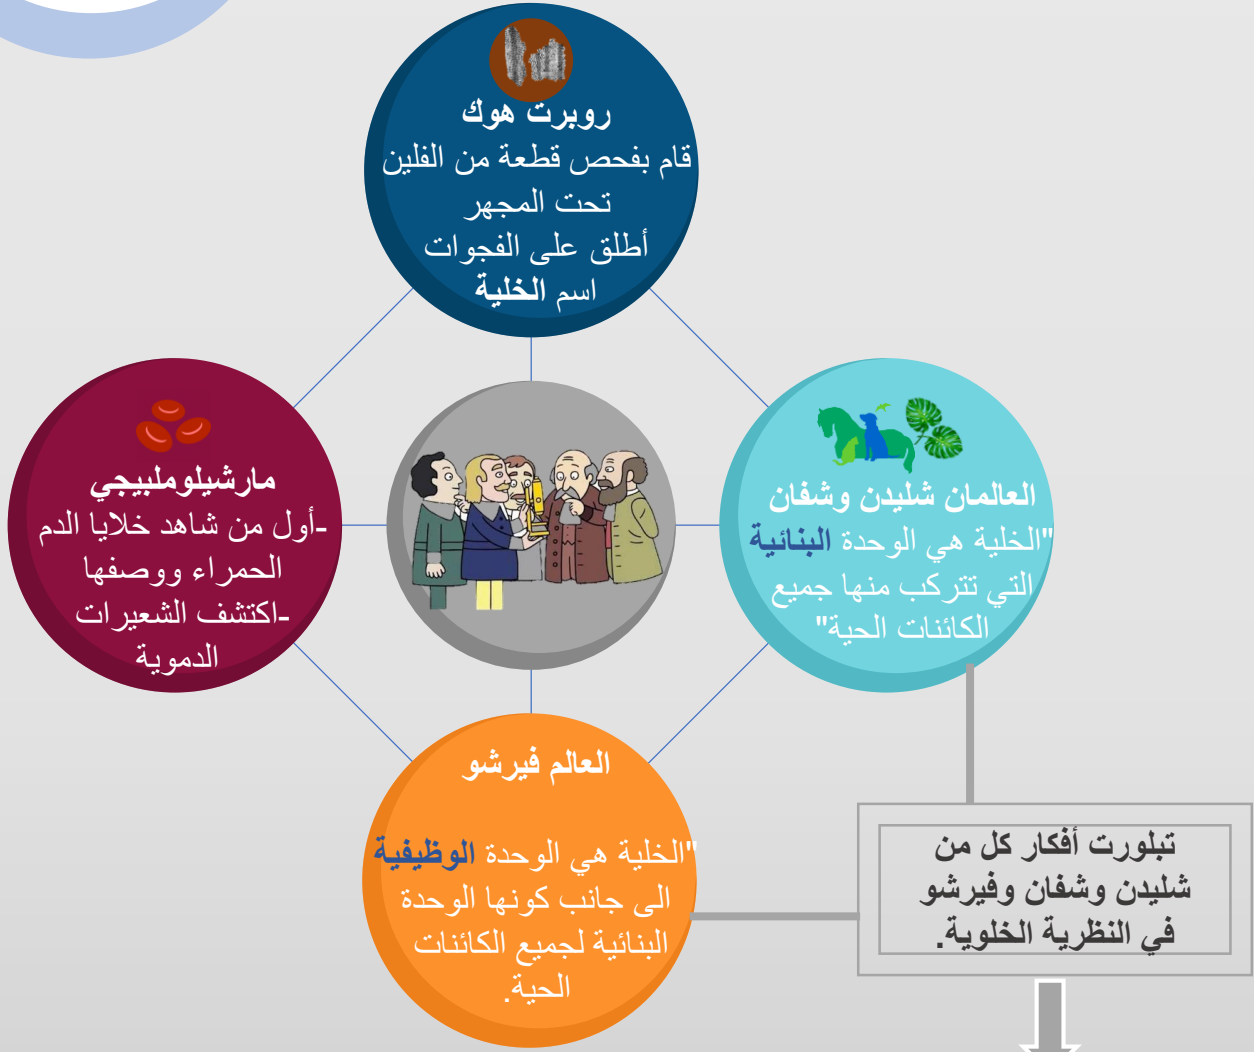 روبرت هوك
قام بفحص قطعة من الفلين
تحت المجهر
أطلق على الفجوات
اسم الخلية
العالمان شليدن وشفان
"الخلية هي الوحدة البنائية
التي تتركب منها جميع
الكائنات الحية"
مارشيلوملبيجي
-أول من شاهد خلايا الدم
الحمراء ووصفها
-اكتشف الشعيرات
الدموية
العالم فيرشو
"الخلية هي الوحدة الوظيفية
الى جانب كونها الوحدة
البنائية لجميع الكائنات
الحية.
تبلورت أفكار كل من
شليدن وشفان وفيرشو
في النظرية الخلوية.